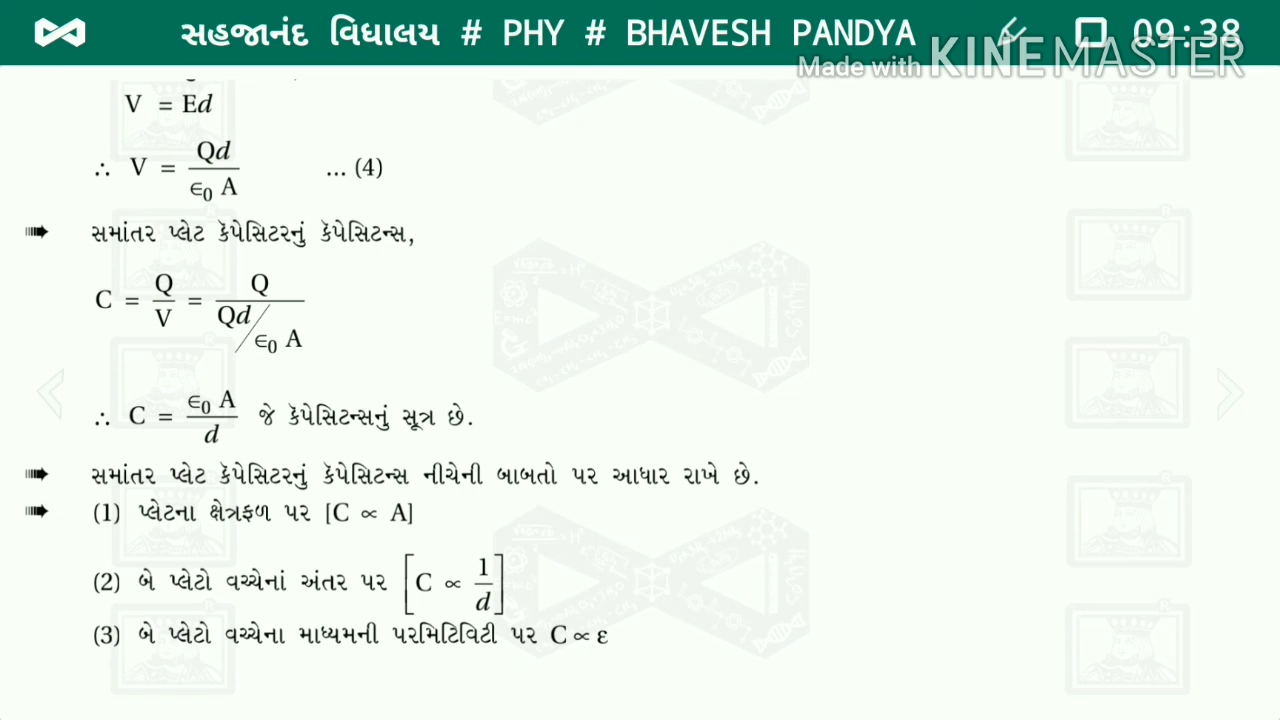 સહજાનંદ વિધાલય # PHY # BHAVESH PANDYA 09:38
Made with KINEMASTER
V = Ed
∴ V = Qd / ∈₀ A ... (4)
➠ સમાંતર પ્લેટ કૅપેસિટરનું કૅપેસિટન્સ,
C = Q / V = Q / Qd/∈₀ A
∴ C = ∈₀ A / d જે કૅપેસિટન્સનું સૂત્ર છે.
➠ સમાંતર પ્લેટ કૅપેસિટરનું કૅપેસિટન્સ નીચેની બાબતો પર આધાર રાખે છે.
➠ (1) પ્લેટના ક્ષેત્રફળ પર [C ∝ A]
(2) બે પ્લેટો વચ્ચેનાં અંતર પર [C ∝ 1 / d]
(3) બે પ્લેટો વચ્ચેના માધ્યમની પરમિટિવિટી પર C ∝ ε